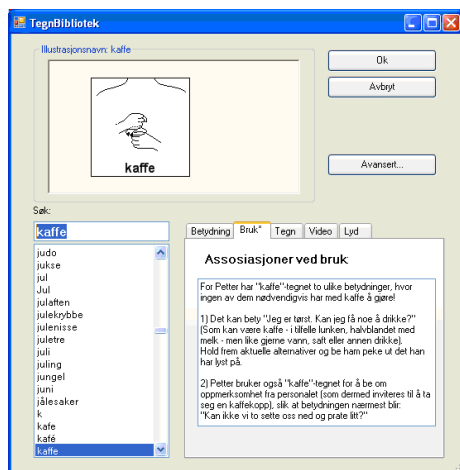 TegnBibliotek
Illustrasjonsnavn: kaffe
kaffe
Ok
Avbryt
Avansert...
Søk:
kaffe
judo
jukse
jul
Jul
julaften
julekrybbe
julenisse
juletre
juli
juling
jungel
juni
jålesaker
k
kafe
kafé
kaffe
Betydning
Bruk*
Tegn
Video
Lyd
Assosiasjoner ved bruk:
For Petter har "kaffe"-tegnet to ulike betydninger, hvor
ingen av dem nødvendigvis har med kaffe å gjøre!
1) Det kan bety "Jeg er tørst. Kan jeg få noe å drikke?"
(Som kan være kaffe - i tilfelle lunken, halvblandet med
melk - men like gjerne vann, saft eller annen drikke).
Hold frem aktuelle alternativer og be ham peke ut det han
har lyst på.
2) Petter bruker også "kaffe"-tegnet for å be om
oppmerksomhet fra personalet (som dermed inviteres til å ta
seg en kaffekopp), slik at betydningen nærmest blir:
"Kan ikke vi to sette oss ned og prate litt?"